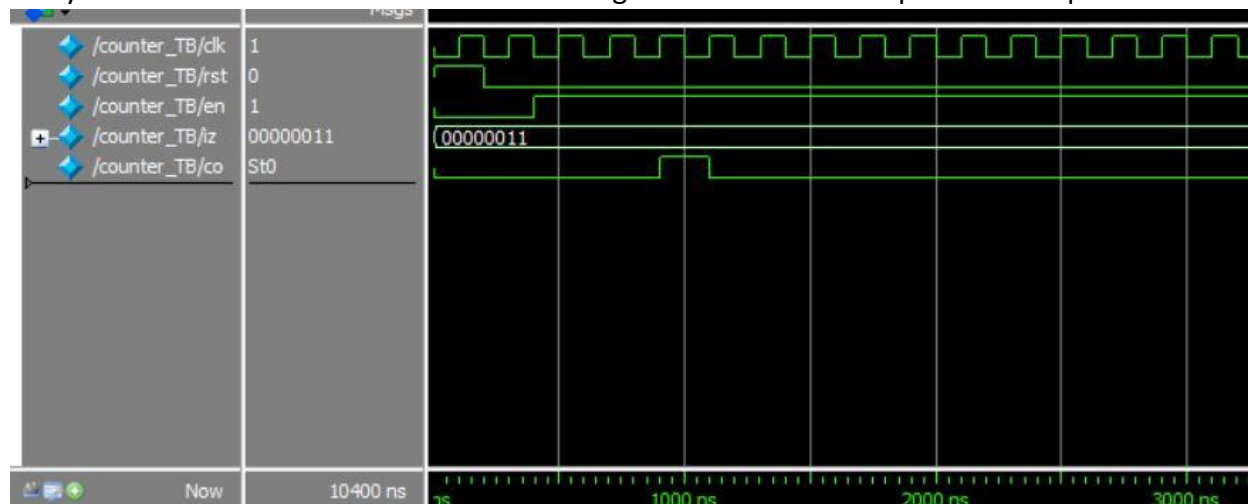 Msgs
/counter_TB/clk 1
/counter_TB/rst 0
/counter_TB/en 1
/counter_TB/iz 00000011 00000011
/counter_TB/co St0
Now 10400 ns ns 1000 ns 2000 ns 3000 ns